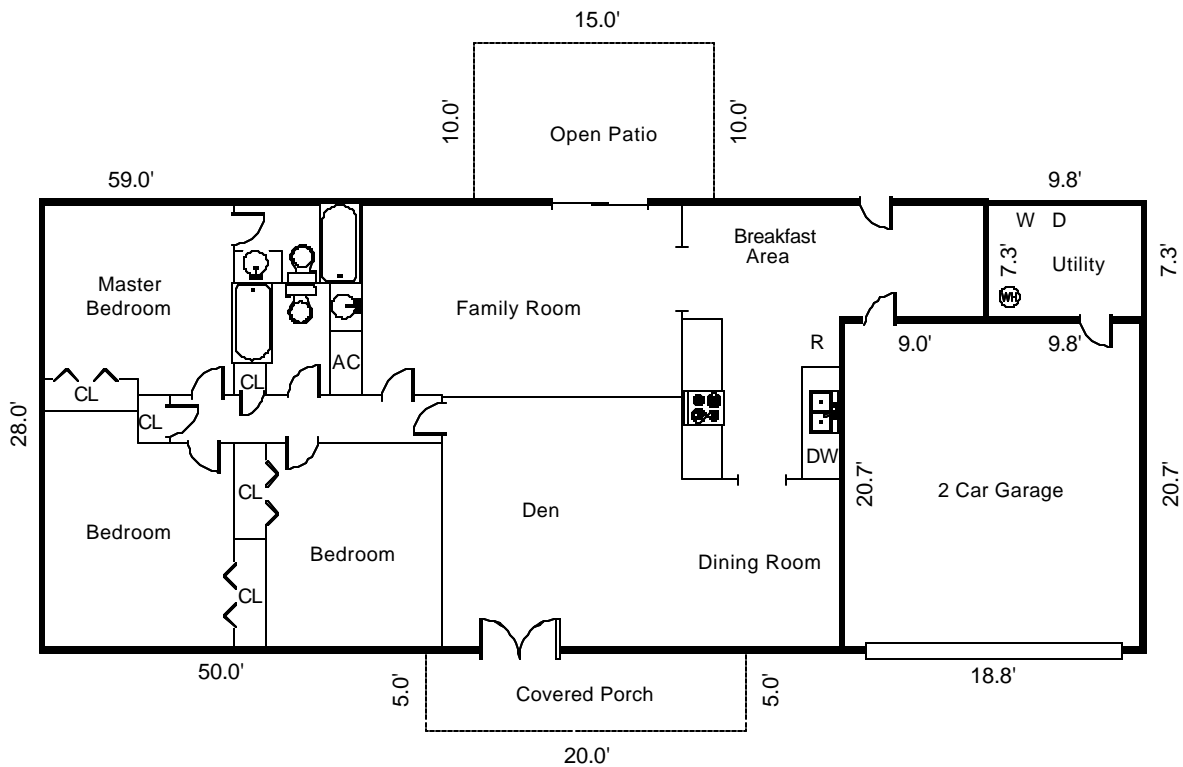 15.0'
10.0'
10.0'
Open Patio
59.0'
9.8'
W D
Breakfast
Area
7.3'
7.3'
Utility
WH
Master
Bedroom
Family Room
R
9.0'
9.8'
AC
CL
CL
CL
28.0'
DW
20.7'
20.7'
2 Car Garage
CL
Den
Bedroom
Bedroom
Dining Room
CL
50.0'
5.0'
Covered Porch
5.0'
18.8'
20.0'